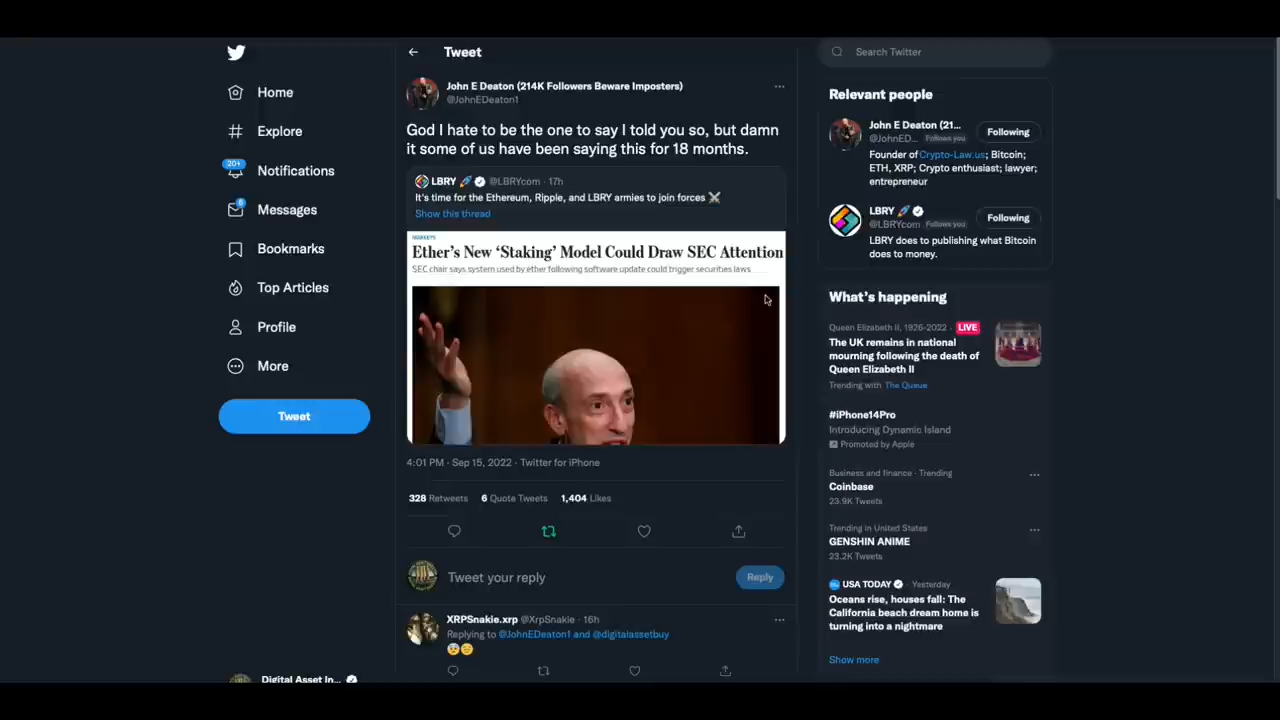 Home
Explore
20+
Notifications
6
Messages
Bookmarks
Top Articles
Profile
More
Tweet
Digital Asset In...
Tweet
John E Deaton (214K Followers Beware Imposters)
@JohnEDeaton1
God I hate to be the one to say I told you so, but damn
it some of us have been saying this for 18 months.
LBRY 🚀 @LBRYcom · 17h
It's time for the Ethereum, Ripple, and LBRY armies to join forces ⚔️
Show this thread
MARKETS
Ether's New 'Staking' Model Could Draw SEC Attention
SEC chair says system used by ether following software update could trigger securities laws
4:01 PM · Sep 15, 2022 · Twitter for iPhone
328 Retweets 6 Quote Tweets 1,404 Likes
Tweet your reply
Reply
XRPSnakie.xrp @XrpSnakie · 16h
Replying to @JohnEDeaton1 and @digitalassetbuy
Search Twitter
Relevant people
John E Deaton (21...
@JohnED... Follows you
Following
Founder of Crypto-Law.us; Bitcoin;
ETH, XRP; Crypto enthusiast; lawyer;
entrepreneur
LBRY 🚀
@LBRYcom Follows you
Following
LBRY does to publishing what Bitcoin
does to money.
What's happening
Queen Elizabeth II, 1926-2022 · LIVE
The UK remains in national
mourning following the death of
Queen Elizabeth II
Trending with The Queue
#iPhone14Pro
Introducing Dynamic Island
Promoted by Apple
Business and finance · Trending
Coinbase
23.9K Tweets
Trending in United States
GENSHIN ANIME
23.2K Tweets
USA TODAY · Yesterday
Oceans rise, houses fall: The
California beach dream home is
turning into a nightmare
Show more